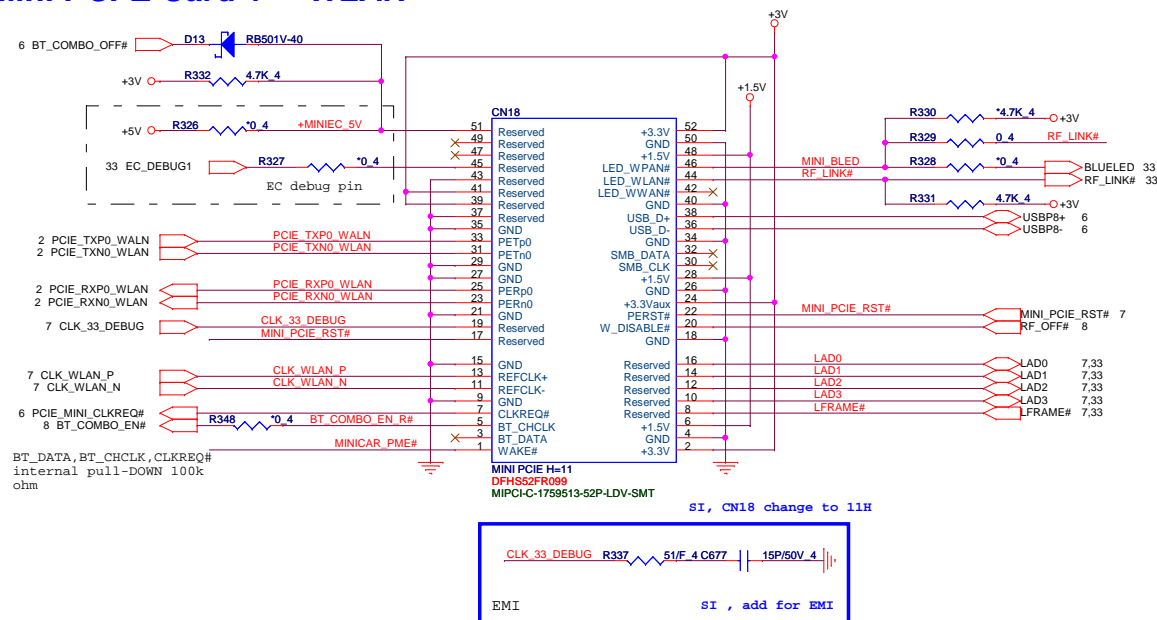 +3V
6 BT_COMBO_OFF# D13 RB501V-40
+3V R332 4.7K_4
+1.5V
CN18
+5V R326 *0_4 +MINIEC_5V
33 EC_DEBUG1 R327 *0_4
EC debug pin
R330 *4.7K_4 +3V
R329 0_4 RF_LINK#
MINI_BLED R328 *0_4 BLUELED 33
RF_LINK# RF_LINK# 33
R331 4.7K_4 +3V
51 Reserved +3.3V 52
49 Reserved GND 50
47 Reserved +1.5V 48
45 Reserved LED_WPAN# 46
43 Reserved LED_WLAN# 44
41 Reserved LED_WWAN# 42
39 Reserved GND 40
37 Reserved USB_D+ 38 USBP8+ 6
35 GND USB_D- 36 USBP8- 6
2 PCIE_TXP0_WALN PCIE_TXP0_WALN 33 PETp0 GND 34
2 PCIE_TXN0_WLAN PCIE_TXN0_WLAN 31 PETn0 SMB_DATA 32
29 GND SMB_CLK 30
27 GND +1.5V 28
2 PCIE_RXP0_WLAN PCIE_RXP0_WLAN 25 PERp0 GND 26
2 PCIE_RXN0_WLAN PCIE_RXN0_WLAN 23 PERn0 +3.3Vaux 24
21 GND PERST# 22 MINI_PCIE_RST# MINI_PCIE_RST# 7
7 CLK_33_DEBUG CLK_33_DEBUG 19 Reserved W_DISABLE# 20 RF_OFF# 8
MINI_PCIE_RST# 17 Reserved GND 18
15 GND Reserved 16 LAD0 LAD0 7,33
7 CLK_WLAN_P CLK_WLAN_P 13 REFCLK+ Reserved 14 LAD1 LAD1 7,33
7 CLK_WLAN_N CLK_WLAN_N 11 REFCLK- Reserved 12 LAD2 LAD2 7,33
9 GND Reserved 10 LAD3 LAD3 7,33
6 PCIE_MINI_CLKREQ# 7 CLKREQ# Reserved 8 LFRAME# LFRAME# 7,33
8 BT_COMBO_EN# R348 *0_4 BT_COMBO_EN_R# 5 BT_CHCLK +1.5V 6
3 BT_DATA GND 4
MINICAR_PME# 1 WAKE# +3.3V 2
BT_DATA,BT_CHCLK,CLKREQ#
internal pull-DOWN 100k
ohm
MINI PCIE H=11
DFHS52FR099
MIPCI-C-1759513-52P-LDV-SMT
SI, CN18 change to 11H
CLK_33_DEBUG R337 51/F_4 C677 15P/50V_4
EMI SI , add for EMI